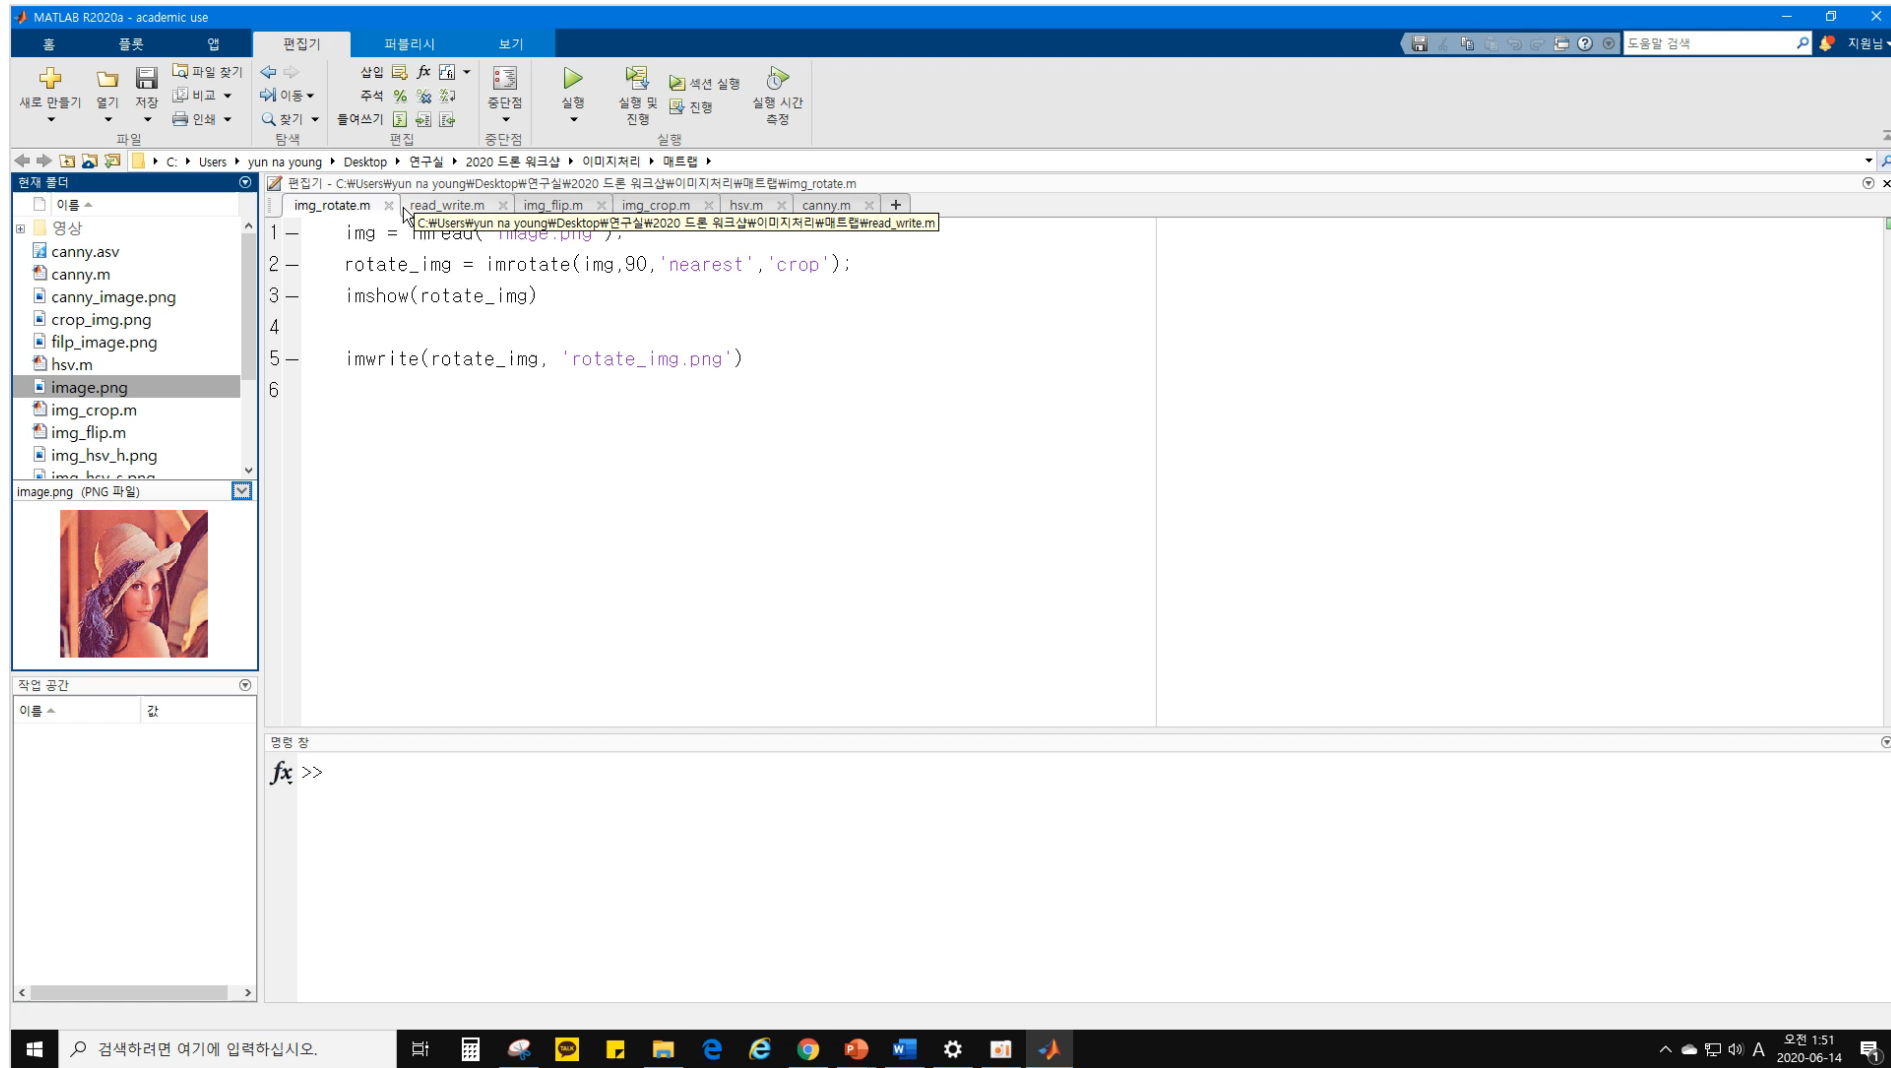 MATLAB R2020a - academic use
홈 플롯 앱 편집기 퍼블리시 보기 도움말 검색 지원님
새로 만들기 열기 저장 파일 찾기 비교 인쇄 이동 찾기 삽입 fx 주석 들여쓰기 중단점 실행 실행 및 진행 섹션 실행 진행 실행 시간 측정
파일 탐색 편집 중단점 실행
C: Users yun na young Desktop 연구실 2020 드론 워크샵 이미지처리 매트랩
현재 폴더
이름
영상
canny.asv
canny.m
canny_image.png
crop_img.png
filp_image.png
hsv.m
image.png
img_crop.m
img_flip.m
img_hsv_h.png
img_hsv_s.png
image.png (PNG 파일)
작업 공간
이름 값
편집기 - C:₩Users₩yun na young₩Desktop₩연구실₩2020 드론 워크샵₩이미지처리₩매트랩₩img_rotate.m
img_rotate.m read_write.m img_flip.m img_crop.m hsv.m canny.m +
C:₩Users₩yun na young₩Desktop₩연구실₩2020 드론 워크샵₩이미지처리₩매트랩₩read_write.m
1 img = imread( 'image.png');
2 rotate_img = imrotate(img,90,'nearest','crop');
3 imshow(rotate_img)
4
5 imwrite(rotate_img, 'rotate_img.png')
6
명령 창
fx >>
검색하려면 여기에 입력하십시오.
TALK
A 오전 1:51
2020-06-14
1